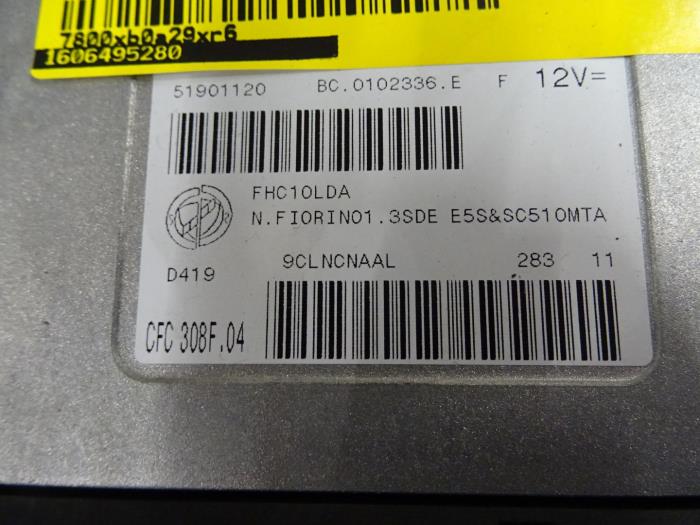 7800xb0a29xr6
1606495280
51901120 BC.0102336.E F 12V=
FHC10LDA
N.FIORINO1.3SDE E5S&SC510MTA
D419 9CLNCNAAL 283 11
CFC 308F.04